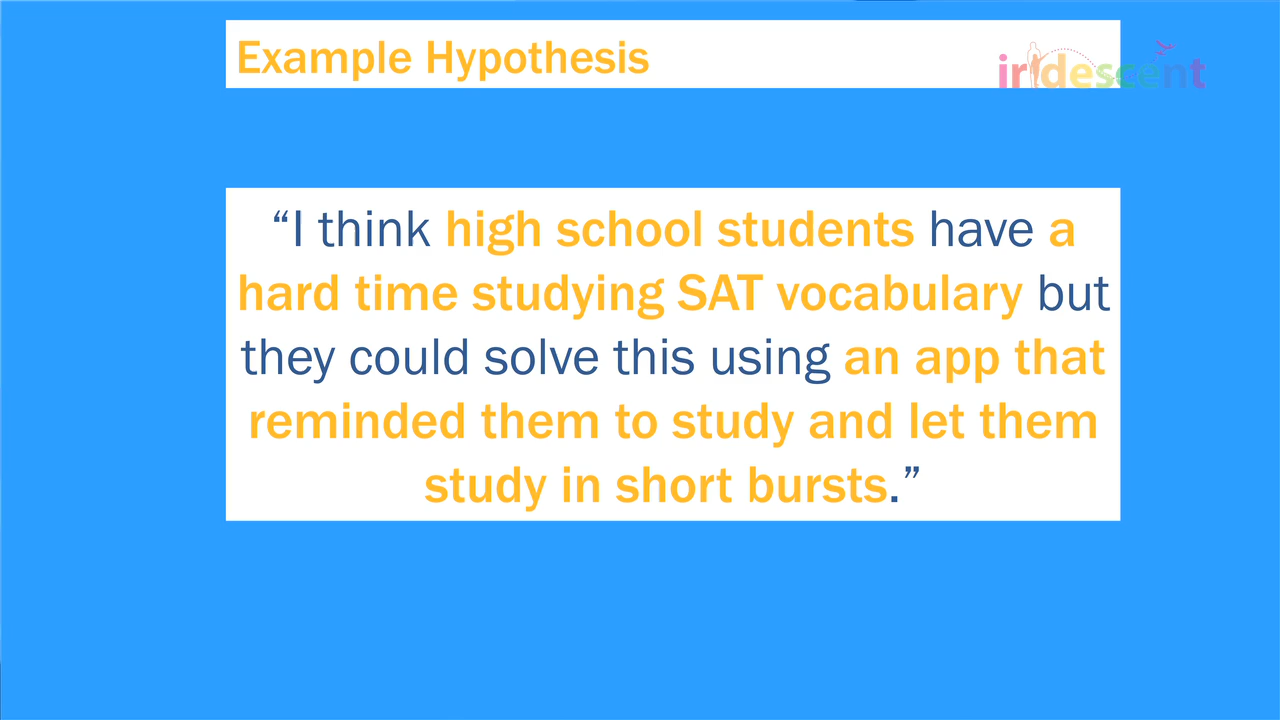 Example Hypothesis
iridescent
“I think high school students have a
hard time studying SAT vocabulary but
they could solve this using an app that
reminded them to study and let them
study in short bursts.”